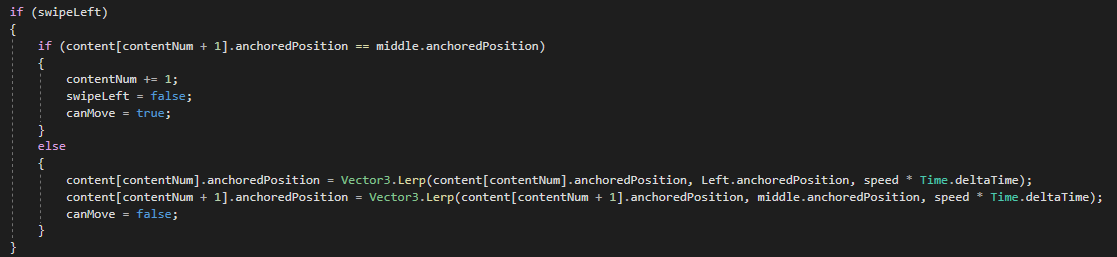 if (swipeLeft)
{
    if (content[contentNum + 1].anchoredPosition == middle.anchoredPosition)
    {
        contentNum += 1;
        swipeLeft = false;
        canMove = true;
    }
    else
    {
        content[contentNum].anchoredPosition = Vector3.Lerp(content[contentNum].anchoredPosition, Left.anchoredPosition, speed * Time.deltaTime);
        content[contentNum + 1].anchoredPosition = Vector3.Lerp(content[contentNum + 1].anchoredPosition, middle.anchoredPosition, speed * Time.deltaTime);
        canMove = false;
    }
}